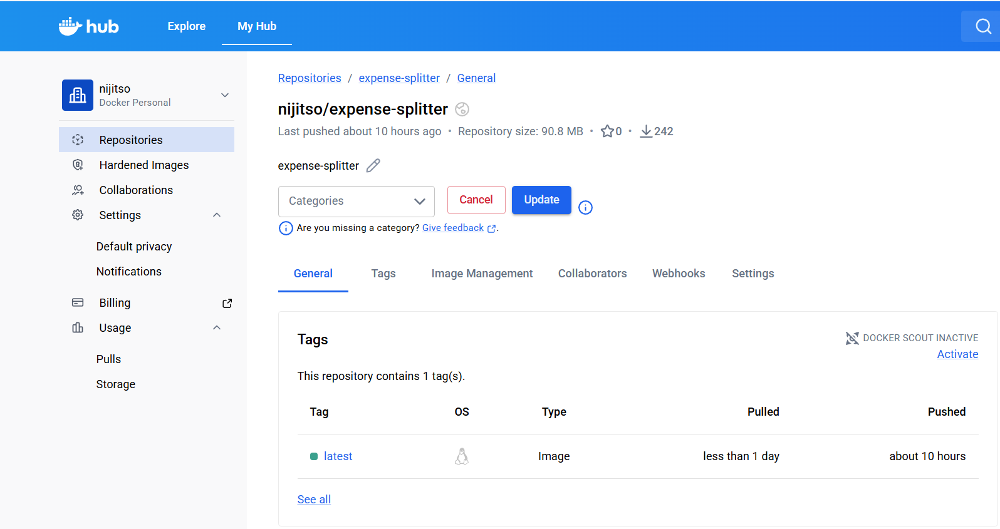 hub
Explore
My Hub
nijitso
Docker Personal
Repositories
Hardened Images
Collaborations
Settings
Default privacy
Notifications
Billing
Usage
Pulls
Storage
Repositories / expense-splitter / General
nijitso/expense-splitter
Last pushed about 10 hours ago • Repository size: 90.8 MB • 0 • 242
expense-splitter
Categories
Cancel
Update
Are you missing a category? Give feedback .
General
Tags
Image Management
Collaborators
Webhooks
Settings
Tags
DOCKER SCOUT INACTIVE
Activate
This repository contains 1 tag(s).
Tag OS Type Pulled Pushed
latest Image less than 1 day about 10 hours
See all